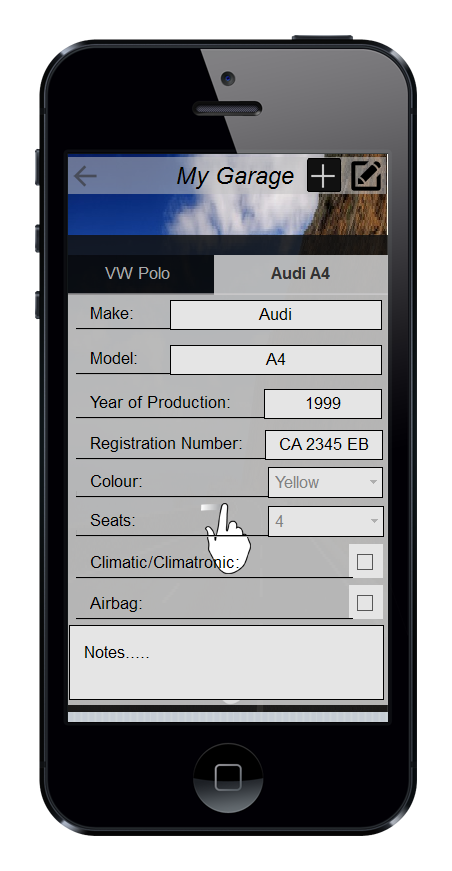 My Garage
VW Polo Audi A4
Make: Audi
Model: A4
Year of Production: 1999
Registration Number: CA 2345 EB
Colour: Yellow
Seats: 4
Climatic/Climatronic:
Airbag:
Notes.....